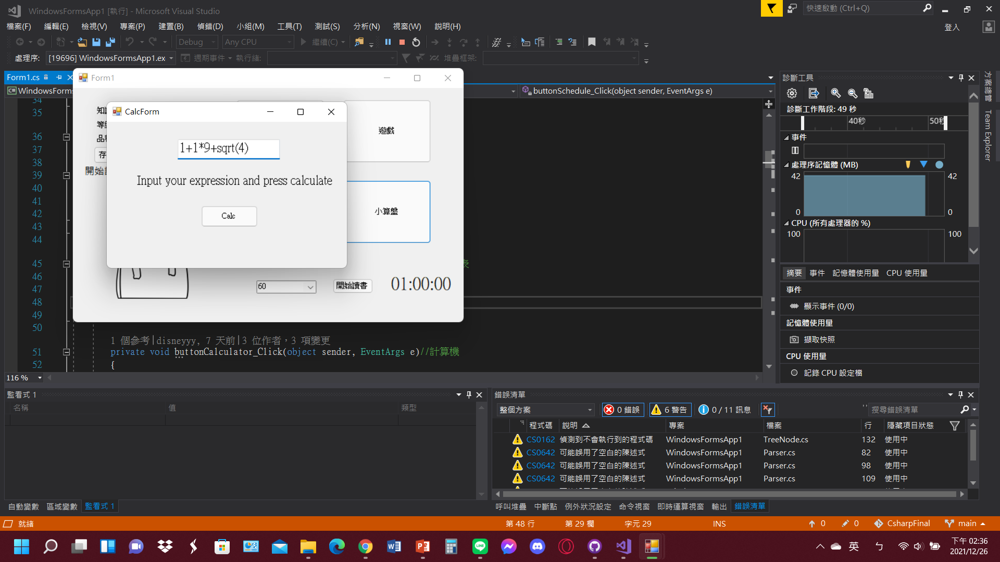 WindowsFormsApp1 [執行] - Microsoft Visual Studio
快速啟動 (Ctrl+Q)
檔案(F) 編輯(E) 檢視(V) 專案(P) 建置(B) 偵錯(D) 小組(M) 工具(T) 測試(S) 分析(N) 視窗(W) 說明(H)
登入
Debug Any CPU 繼續(C)
處理序: [19696] WindowsFormsApp1.ex 週期事件 執行緒: 堆疊框架:
Form1.cs
WindowsForms
buttonSchedule_Click(object sender, EventArgs e)
Form1
遊戲
小算盤
60
開始讀書
01:00:00
CalcForm
1+1*9+sqrt(4)
Input your expression and press calculate
Calc
34
35
36
37
38
39
40
41
42
43
44
45
46
47
48
49
50
1 個參考|disneyyy, 7 天前|3 位作者，3 項變更
51 private void buttonCalculator_Click(object sender, EventArgs e)//計算機
52 {
116 %
診斷工具
診斷工作階段: 49 秒
40秒 50秒
事件
處理序記憶體 (MB)
42 42
0 0
CPU (所有處理器的 %)
100 100
摘要 事件 記憶體使用量 CPU 使用量
事件
顯示事件 (0/0)
記憶體使用量
擷取快照
CPU 使用量
記錄 CPU 設定檔
方案總管
Team Explorer
監看式 1
名稱 值 類型
自動變數 區域變數 監看式 1
錯誤清單
整個方案 0 錯誤 6 警告 0 / 11 訊息 搜尋錯誤清單
程式碼 說明 專案 檔案 行 隱藏項目狀態
CS0162 偵測到不會執行到的程式碼 WindowsFormsApp1 TreeNode.cs 132 使用中
CS0642 可能誤用了空白的陳述式 WindowsFormsApp1 Parser.cs 82 使用中
CS0642 可能誤用了空白的陳述式 WindowsFormsApp1 Parser.cs 98 使用中
CS0642 可能誤用了空白的陳述式 WindowsFormsApp1 Parser.cs 109 使用中
呼叫堆疊 中斷點 例外狀況設定 命令視窗 即時運算視窗 輸出 錯誤清單
就緒 第 48 行 第 29 欄 字元 29 INS 0 0 CsharpFinal main
英 ㄅ
下午 02:36
2021/12/26